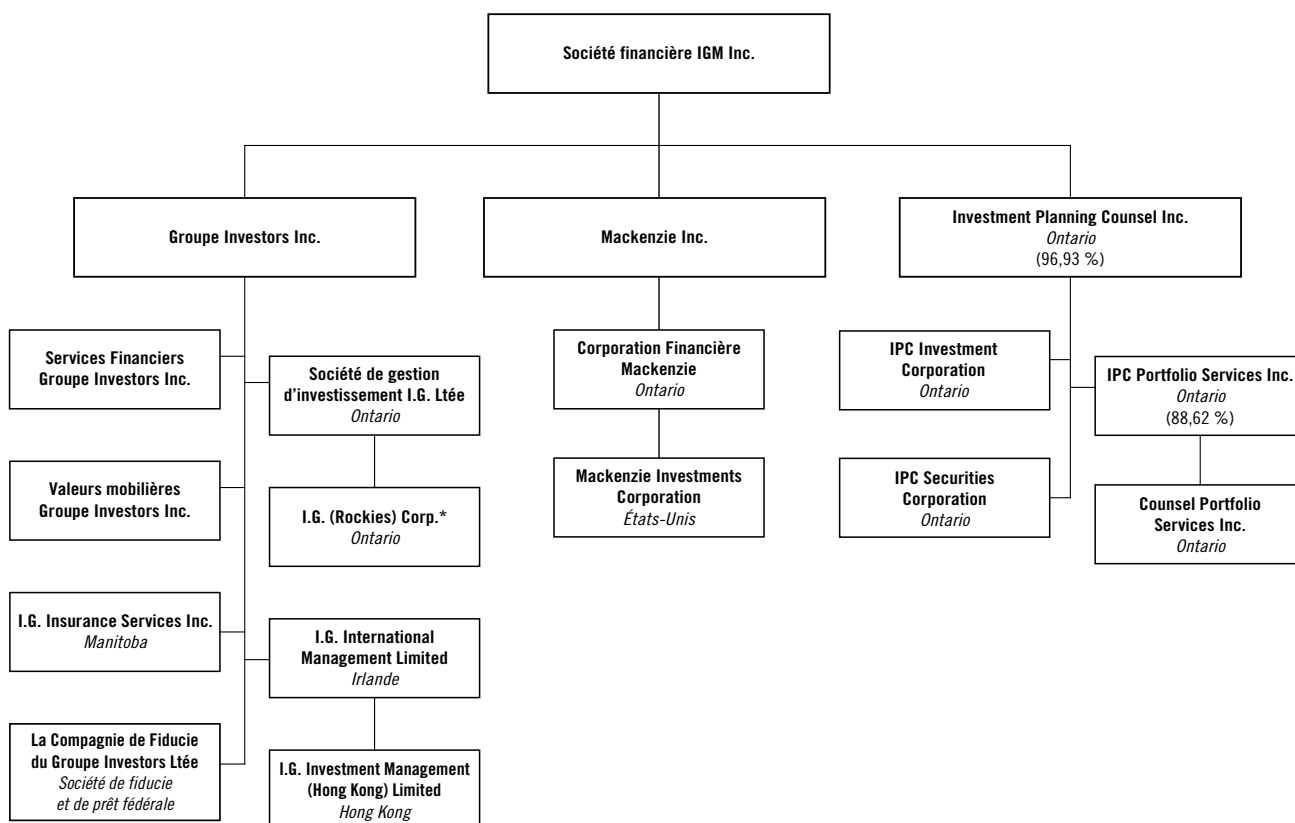 Société financière IGM Inc.
Groupe Investors Inc.
Mackenzie Inc.
Investment Planning Counsel Inc.
Ontario
(96,93 %)
Services Financiers
Groupe Investors Inc.
Société de gestion
d’investissement I.G. Ltée
Ontario
Corporation Financière
Mackenzie
Ontario
IPC Investment
Corporation
Ontario
IPC Portfolio Services Inc.
Ontario
(88,62 %)
Valeurs mobilières
Groupe Investors Inc.
I.G. (Rockies) Corp.*
Ontario
Mackenzie Investments
Corporation
États-Unis
IPC Securities
Corporation
Ontario
Counsel Portfolio
Services Inc.
Ontario
I.G. Insurance Services Inc.
Manitoba
I.G. International
Management Limited
Irlande
La Compagnie de Fiducie
du Groupe Investors Ltée
Société de fiducie
et de prêt fédérale
I.G. Investment Management
(Hong Kong) Limited
Hong Kong